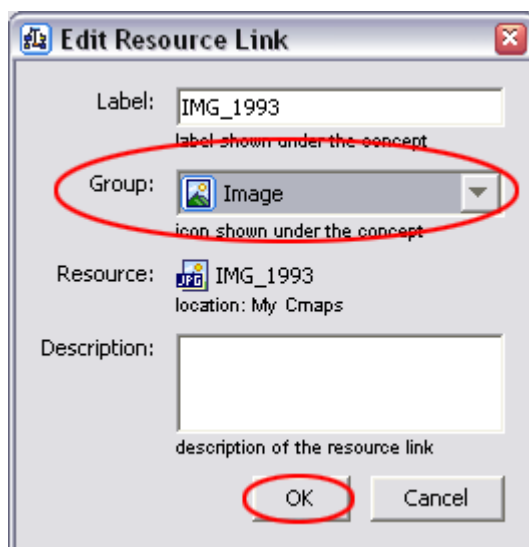 Edit Resource Link
Label: IMG_1993
label shown under the concept
Group: Image
icon shown under the concept
Resource: JPG IMG_1993
location: My Cmaps
Description:
description of the resource link
OK Cancel